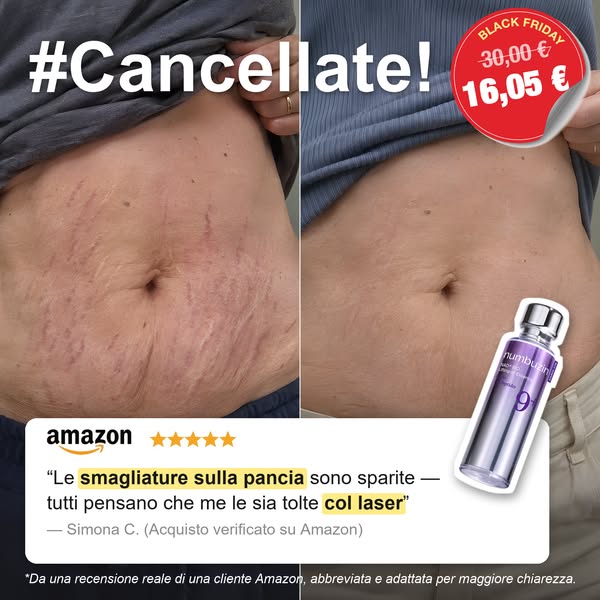 #Cancellate!
BLACK FRIDAY
30,00 €
16,05 €
numbuzin
9
amazon
“Le smagliature sulla pancia sono sparite —
tutti pensano che me le sia tolte col laser”
— Simona C. (Acquisto verificato su Amazon)
*Da una recensione reale di una cliente Amazon, abbreviata e adattata per maggiore chiarezza.